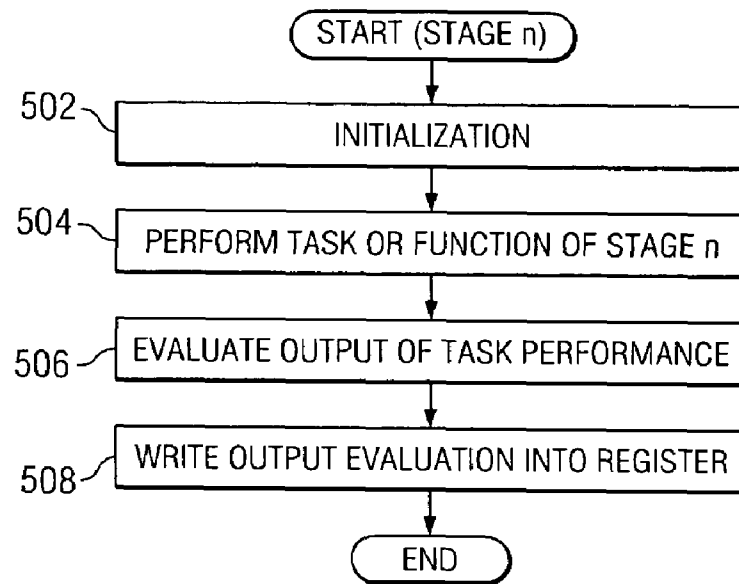 START (STAGE n)
502
INITIALIZATION
504
PERFORM TASK OR FUNCTION OF STAGE n
506
EVALUATE OUTPUT OF TASK PERFORMANCE
508
WRITE OUTPUT EVALUATION INTO REGISTER
END